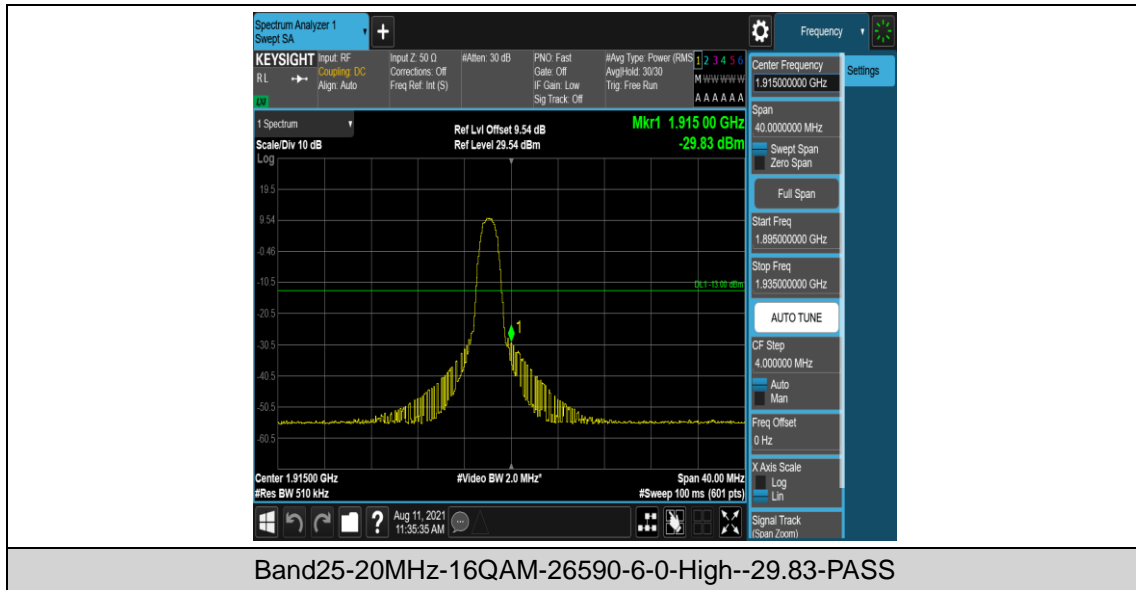 Spectrum Analyzer 1
Swept SA
+
Frequency
KEYSIGHT
RL
LXI
Input: RF
Coupling: DC
Align: Auto
Input Z: 50 Ω
Corrections: Off
Freq Ref: Int (S)
#Atten: 30 dB
PNO: Fast
Gate: Off
IF Gain: Low
Sig Track: Off
#Avg Type: Power (RMS
Avg|Hold: 30/30
Trig: Free Run
1 2 3 4 5 6
M W W W W W
A A A A A A
1 Spectrum
Scale/Div 10 dB
Ref Lvl Offset 9.54 dB
Ref Level 29.54 dBm
Mkr1 1.915 00 GHz
-29.83 dBm
Log
19.5
9.54
-0.46
-10.5
-20.5
-30.5
-40.5
-50.5
-60.5
DL1 -13.00 dBm
1
Center 1.91500 GHz
#Res BW 510 kHz
#Video BW 2.0 MHz*
Span 40.00 MHz
#Sweep 100 ms (601 pts)
Center Frequency
1.915000000 GHz
Settings
Span
40.0000000 MHz
Swept Span
Zero Span
Full Span
Start Freq
1.895000000 GHz
Stop Freq
1.935000000 GHz
AUTO TUNE
CF Step
4.000000 MHz
Auto
Man
Freq Offset
0 Hz
X Axis Scale
Log
Lin
Signal Track
(Span Zoom)
?
Aug 11, 2021
11:35:35 AM
Band25-20MHz-16QAM-26590-6-0-High--29.83-PASS